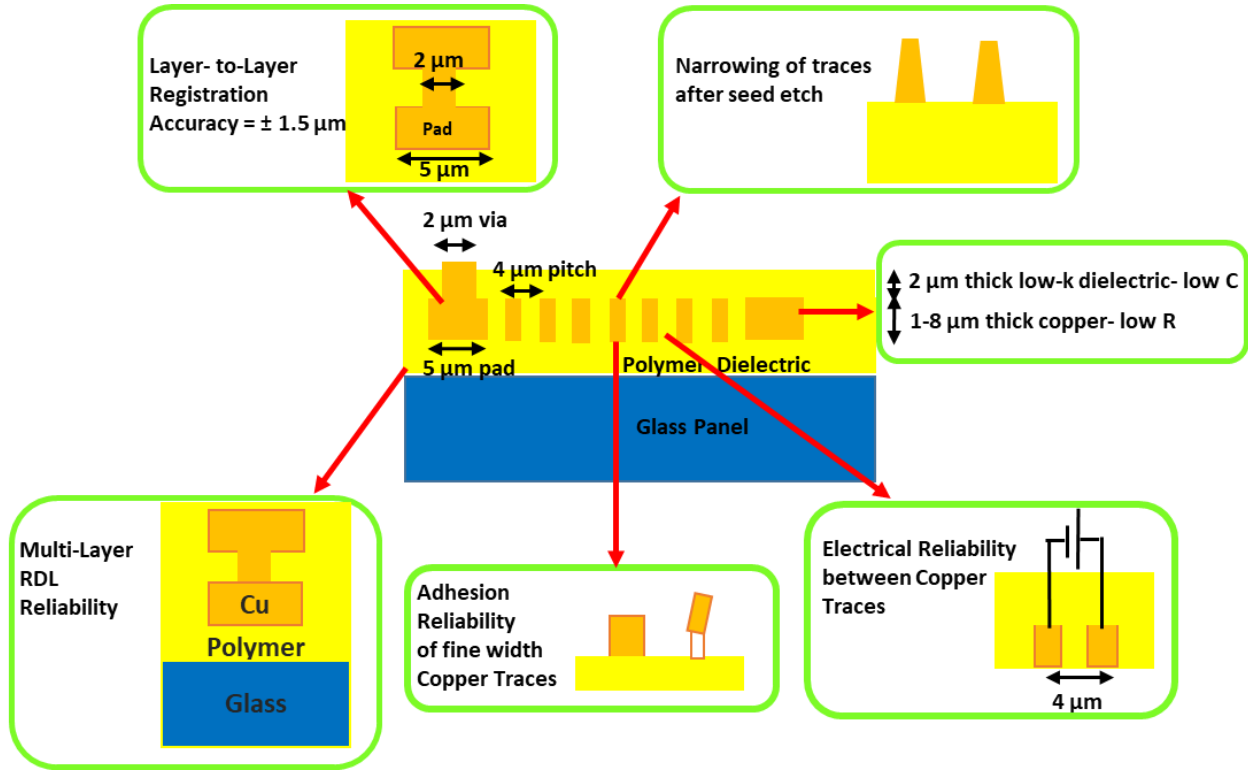 Layer- to-Layer
Registration
Accuracy = ± 1.5 µm
2 µm
Pad
5 µm
Narrowing of traces
after seed etch
2 µm via
4 µm pitch
5 µm pad
Polymer Dielectric
Glass Panel
2 µm thick low-k dielectric- low C
1-8 µm thick copper- low R
Multi-Layer
RDL
Reliability
Cu
Polymer
Glass
Adhesion
Reliability
of fine width
Copper Traces
Electrical Reliability
between Copper
Traces
4 µm